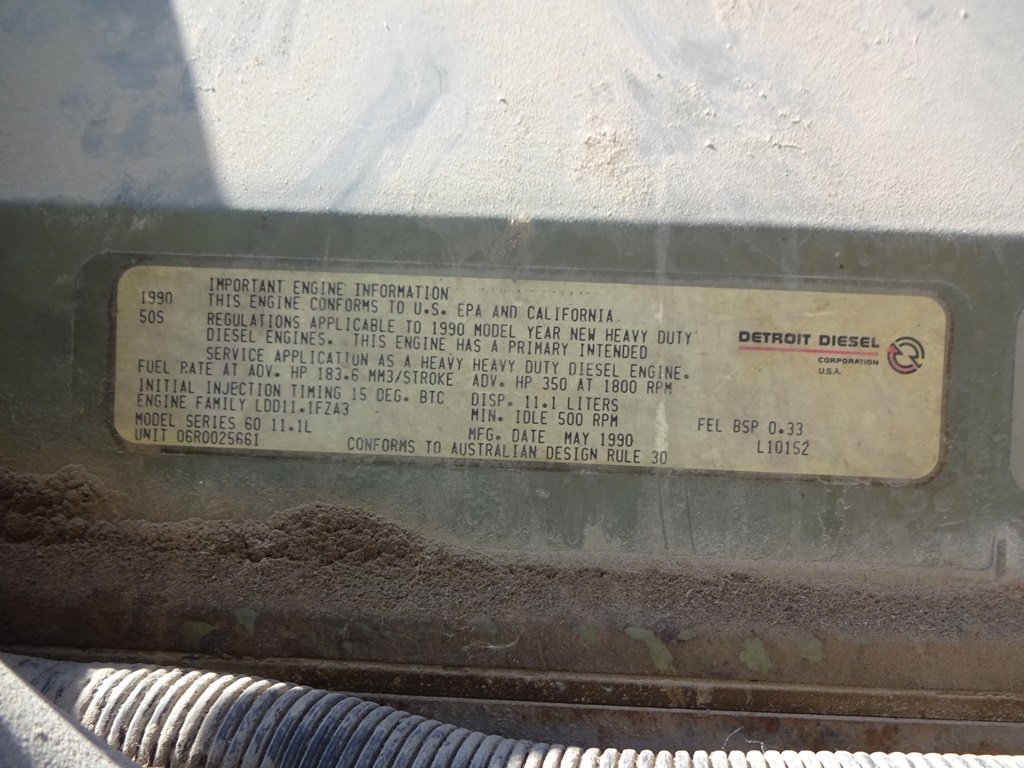 IMPORTANT ENGINE INFORMATION
1990 THIS ENGINE CONFORMS TO U.S. EPA AND CALIFORNIA
50S REGULATIONS APPLICABLE TO 1990 MODEL YEAR NEW HEAVY DUTY
DIESEL ENGINES. THIS ENGINE HAS A PRIMARY INTENDED
SERVICE APPLICATION AS A HEAVY HEAVY DUTY DIESEL ENGINE.
FUEL RATE AT ADV. HP 183.6 MM3/STROKE ADV. HP 350 AT 1800 RPM
INITIAL INJECTION TIMING 15 DEG. BTC DISP. 11.1 LITERS
ENGINE FAMILY LDD11.1FZA3 MIN. IDLE 500 RPM FEL BSP 0.33
MODEL SERIES 60 11.1L MFG. DATE MAY 1990 L10152
UNIT 06R0025661 CONFORMS TO AUSTRALIAN DESIGN RULE 30
DETROIT DIESEL
CORPORATION
U.S.A.